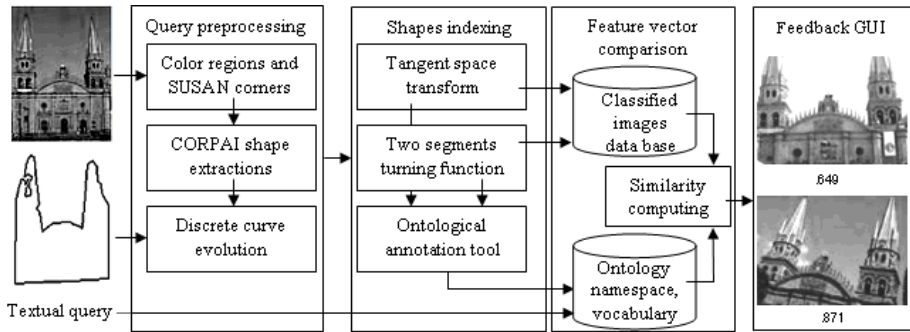 Query preprocessing
Color regions and
SUSAN corners
CORPAI shape
extractions
Discrete curve
evolution
Textual query
Shapes indexing
Tangent space
transform
Two segments
turning function
Ontological
annotation tool
Feature vector
comparison
Classified
images
data base
Similarity
computing
Ontology
namespace,
vocabulary
Feedback GUI
.649
.871